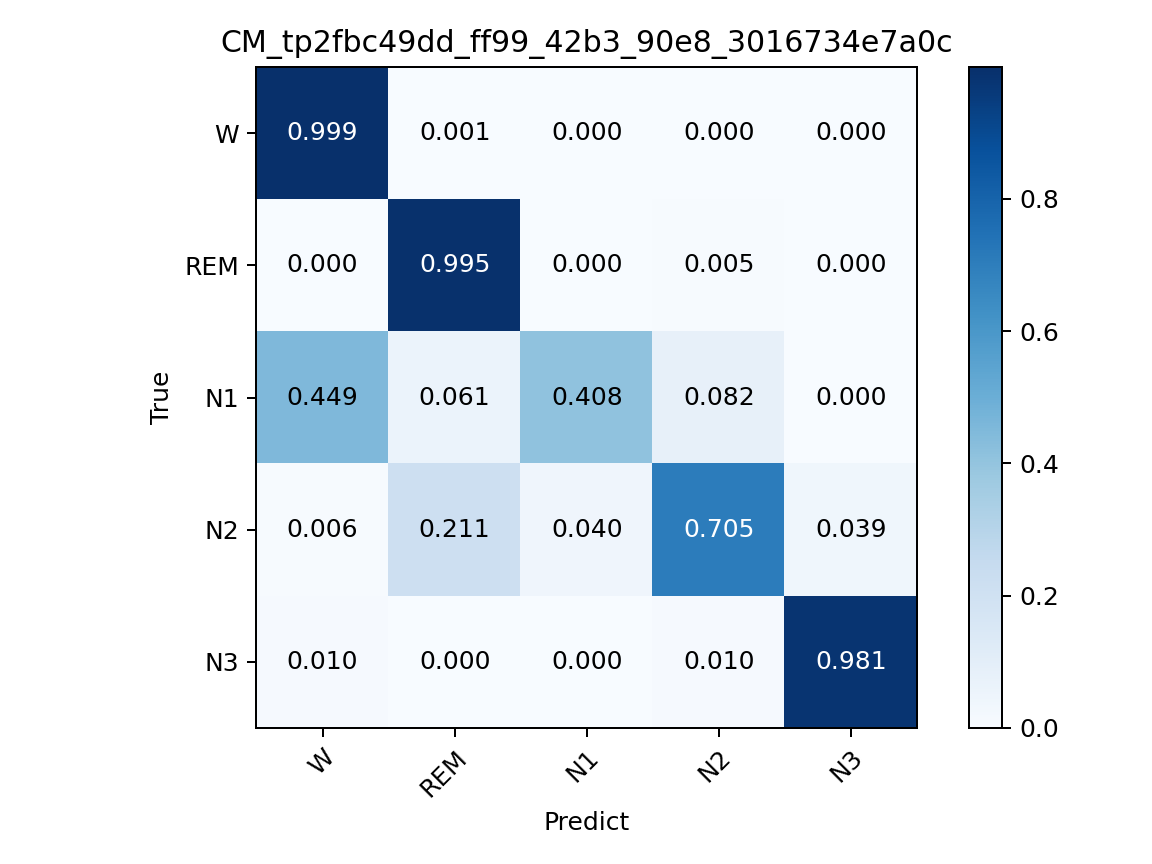 CM_tp2fbc49dd_ff99_42b3_90e8_3016734e7a0c
W 0.999 0.001 0.000 0.000 0.000
REM 0.000 0.995 0.000 0.005 0.000
N1 0.449 0.061 0.408 0.082 0.000
N2 0.006 0.211 0.040 0.705 0.039
N3 0.010 0.000 0.000 0.010 0.981
True
W REM N1 N2 N3
Predict
0.8
0.6
0.4
0.2
0.0